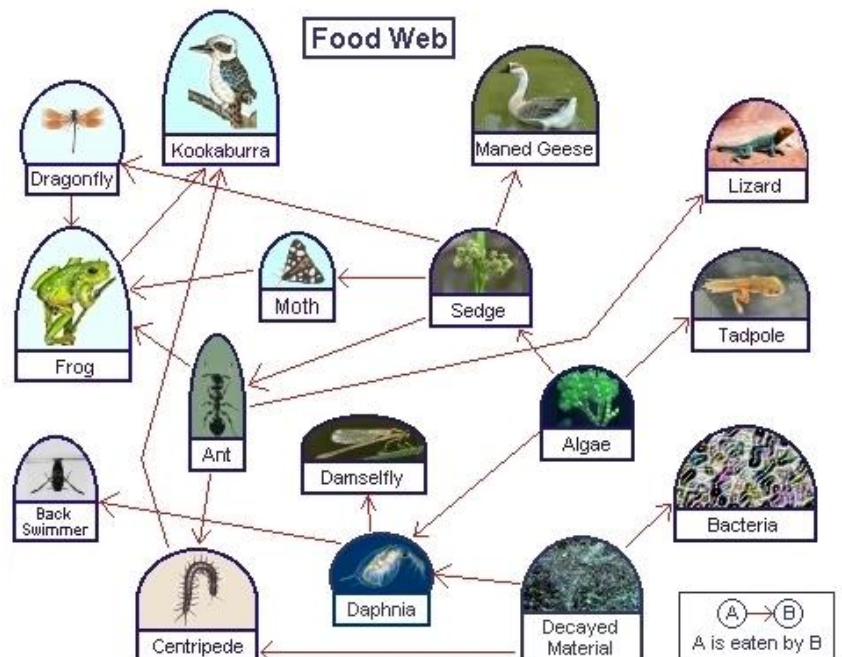 Food Web
Kookaburra
Maned Geese
Dragonfly
Lizard
Moth
Sedge
Tadpole
Frog
Ant
Algae
Damselfly
Back
Swimmer
Bacteria
Daphnia
Centripede
Decayed
Material
A B
A is eaten by B